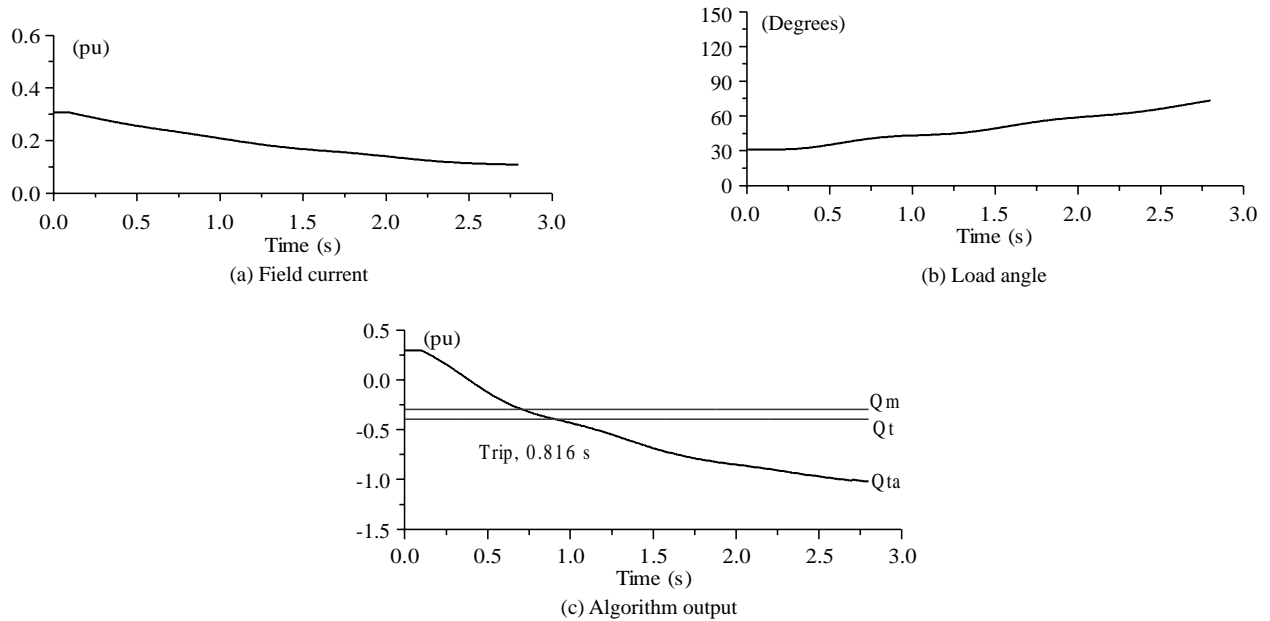 (pu)
0.6
0.4
0.2
0.0
0.0 0.5 1.0 1.5 2.0 2.5 3.0
Time (s)
(a) Field current
(Degrees)
150
120
90
60
30
0
0.0 0.5 1.0 1.5 2.0 2.5 3.0
Time (s)
(b) Load angle
(pu)
0.5
0.0
-0.5
-1.0
-1.5
Qm
Qt
Trip, 0.816 s
Qta
0.0 0.5 1.0 1.5 2.0 2.5 3.0
Time (s)
(c) Algorithm output